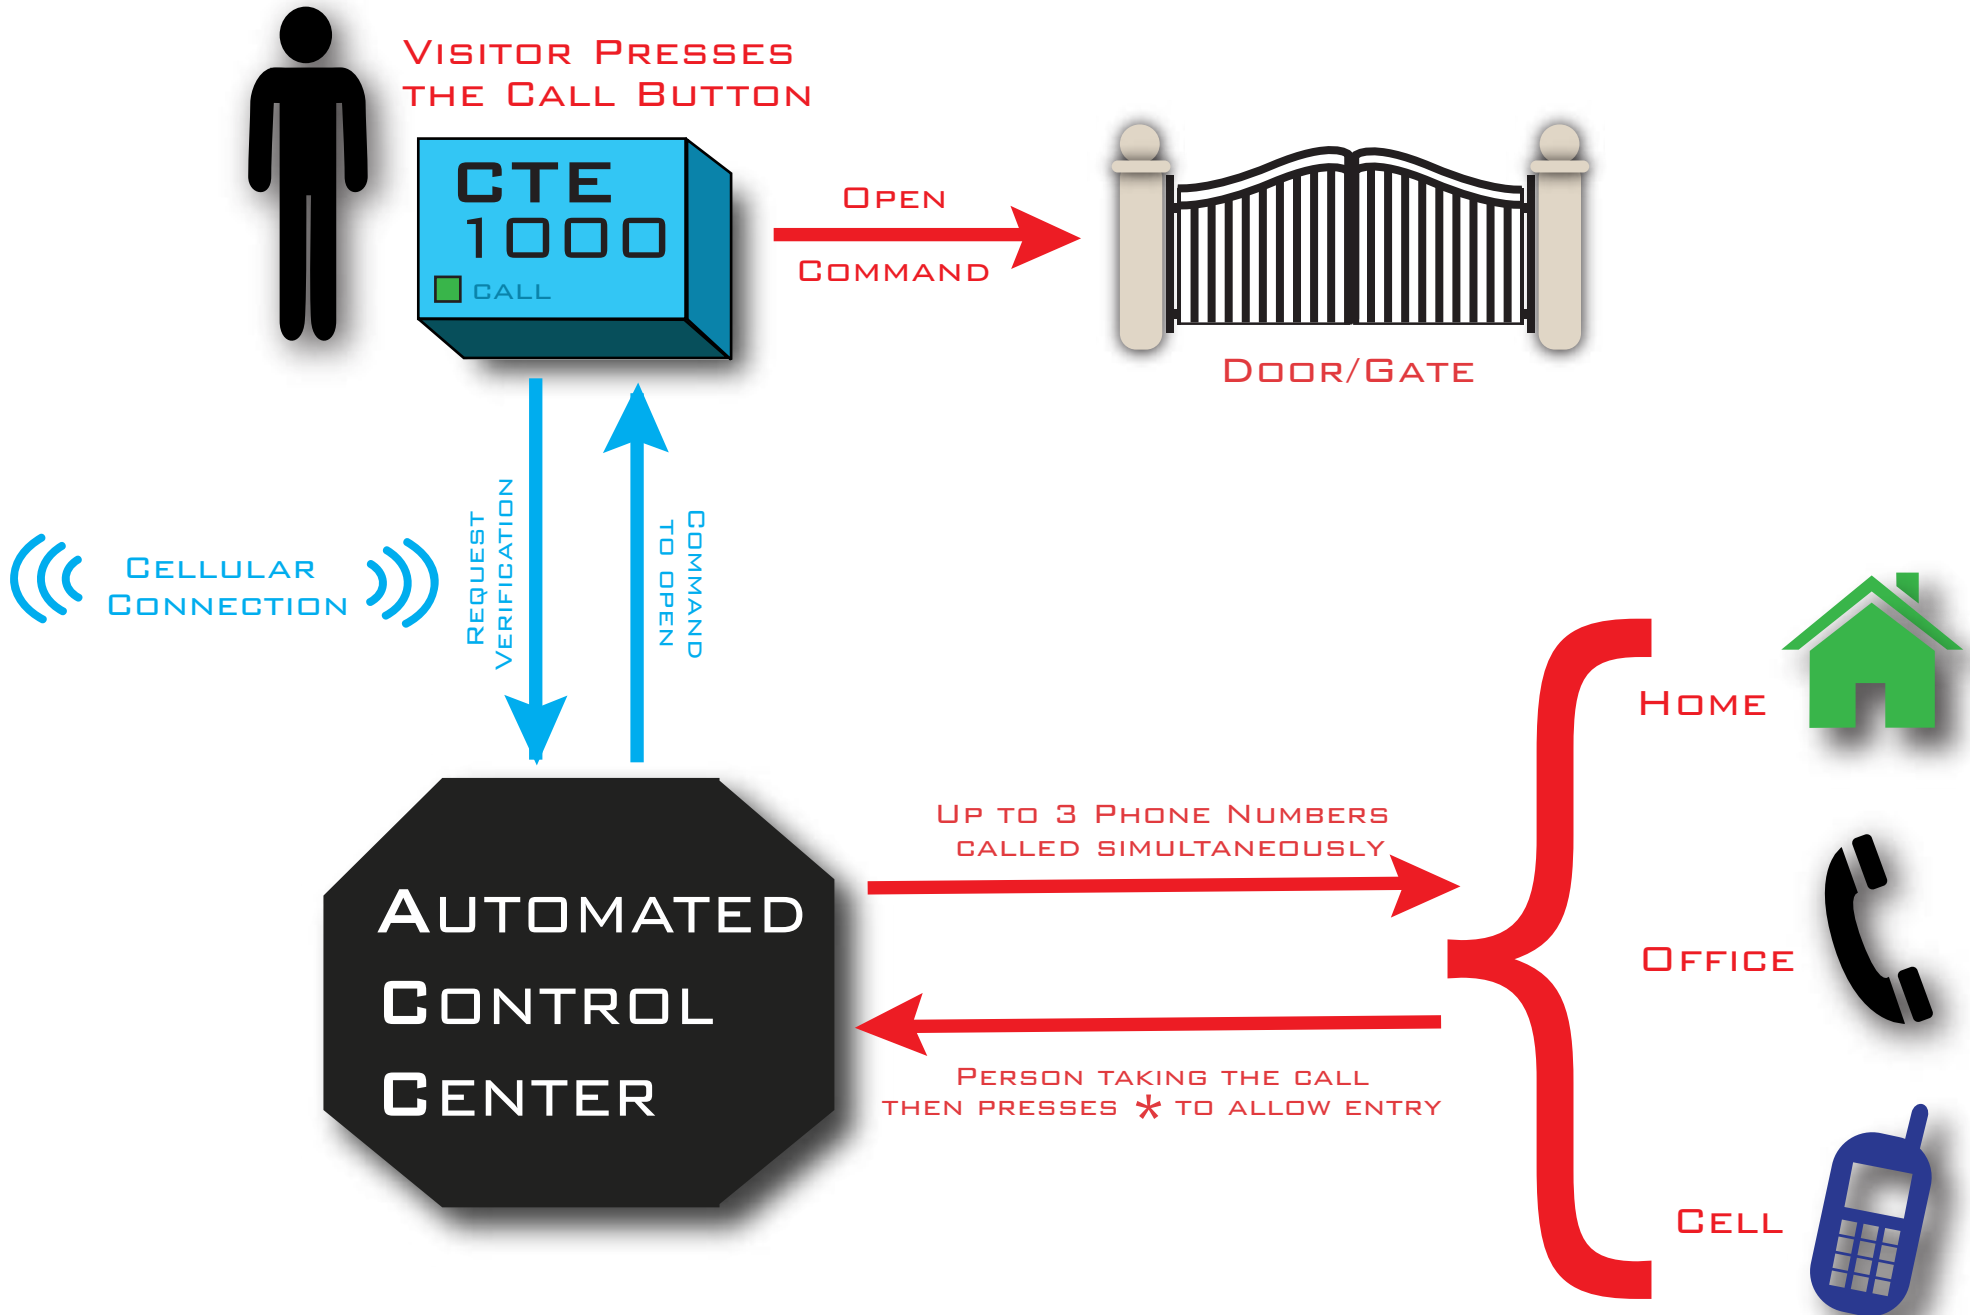 Visitor Presses
the Call Button
CTE
1000
call
Open
Command
Door/Gate
Request
Verification
Command
to open
Cellular
Connection
Home
Up to 3 Phone Numbers
called simultaneously
Automated
Control
Center
Office
Person taking the call
then presses * to allow entry
Cell